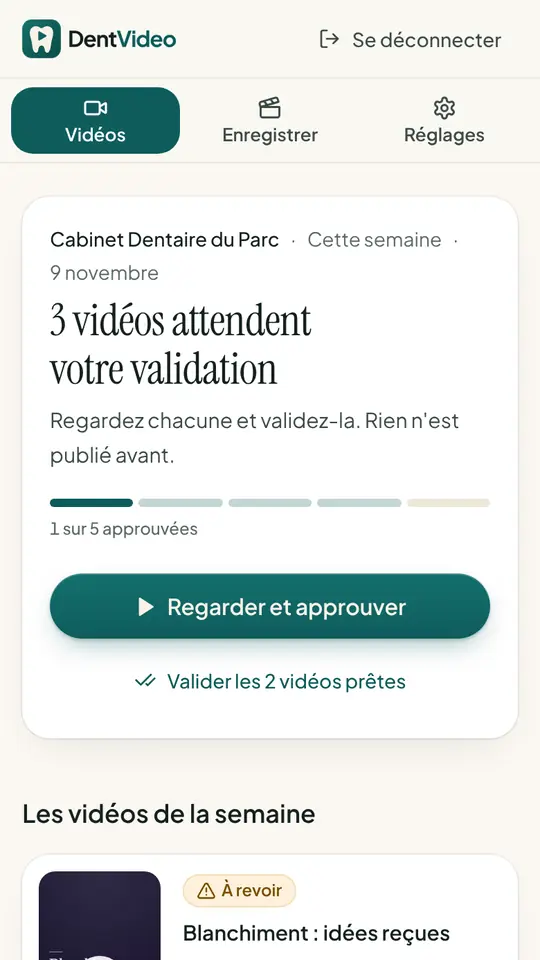 DentVideo
Se déconnecter
Vidéos
Enregistrer
Réglages
Cabinet Dentaire du Parc · Cette semaine ·
9 novembre
3 vidéos attendent
votre validation
Regardez chacune et validez-la. Rien n'est
publié avant.
1 sur 5 approuvées
Regarder et approuver
Valider les 2 vidéos prêtes
Les vidéos de la semaine
À revoir
Blanchiment : idées reçues